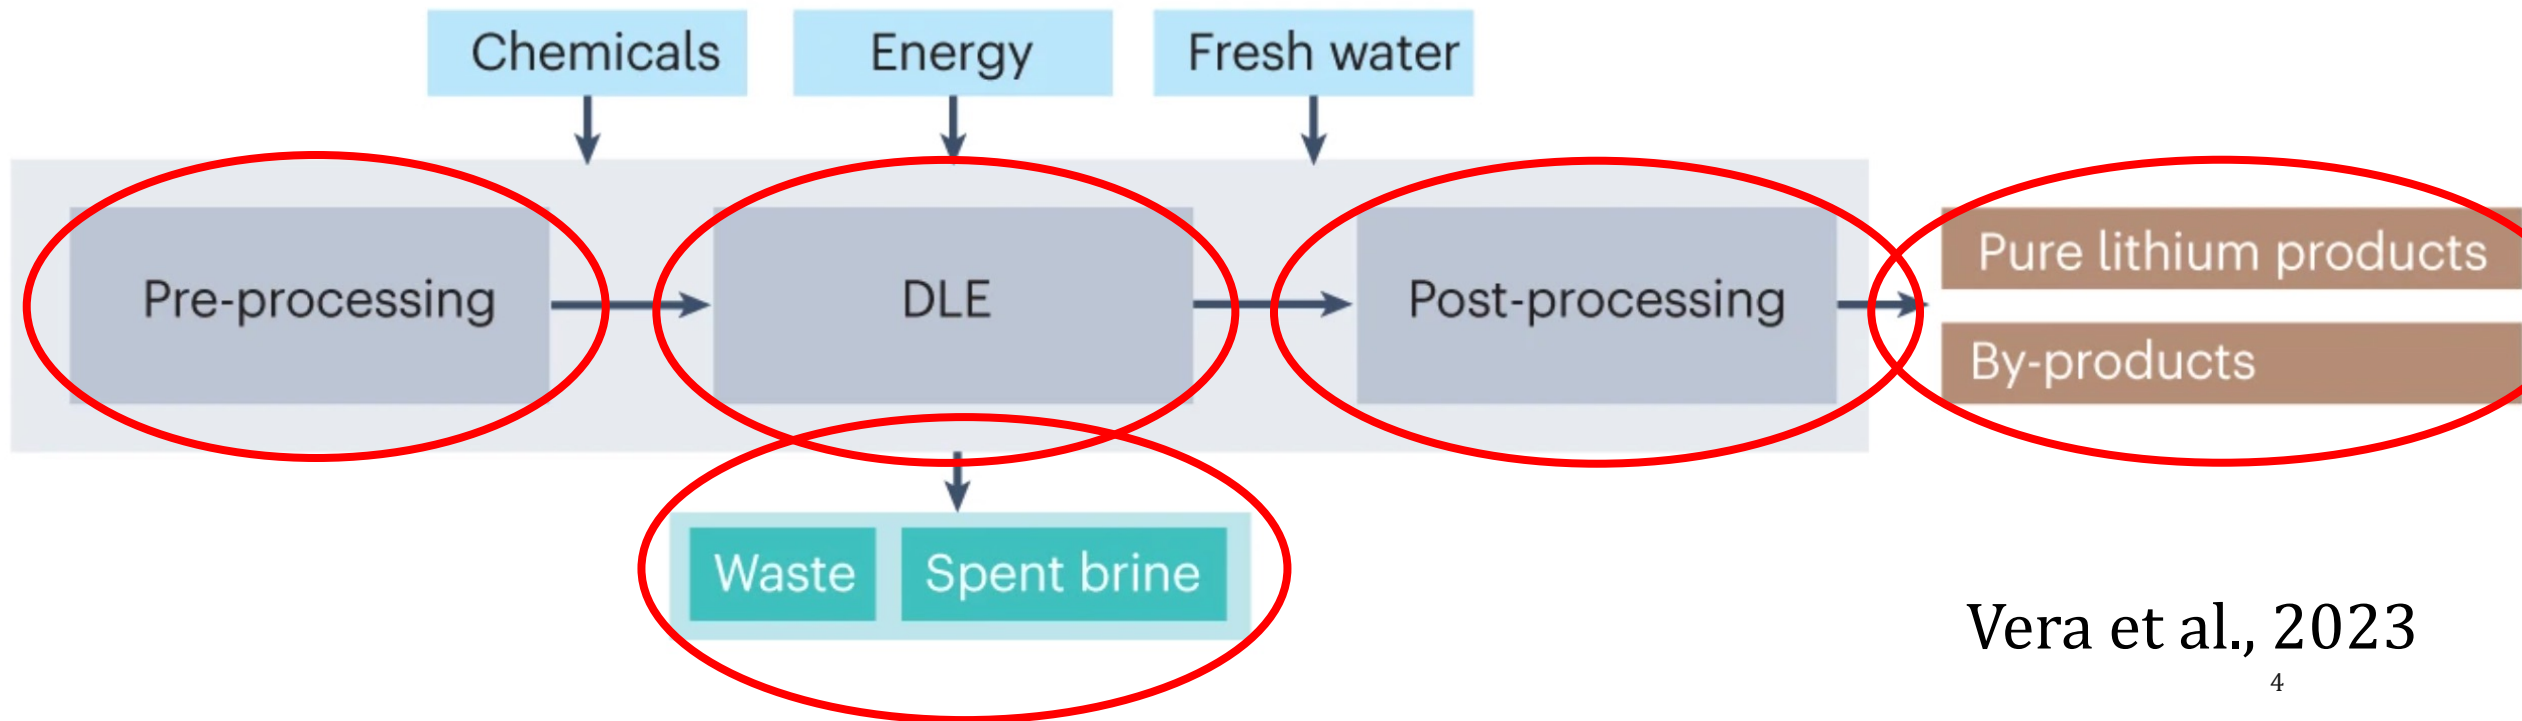 Chemicals
Energy
Fresh water
Pre-processing
DLE
Post-processing
Pure lithium products
By-products
Waste
Spent brine
Vera et al., 2023
4